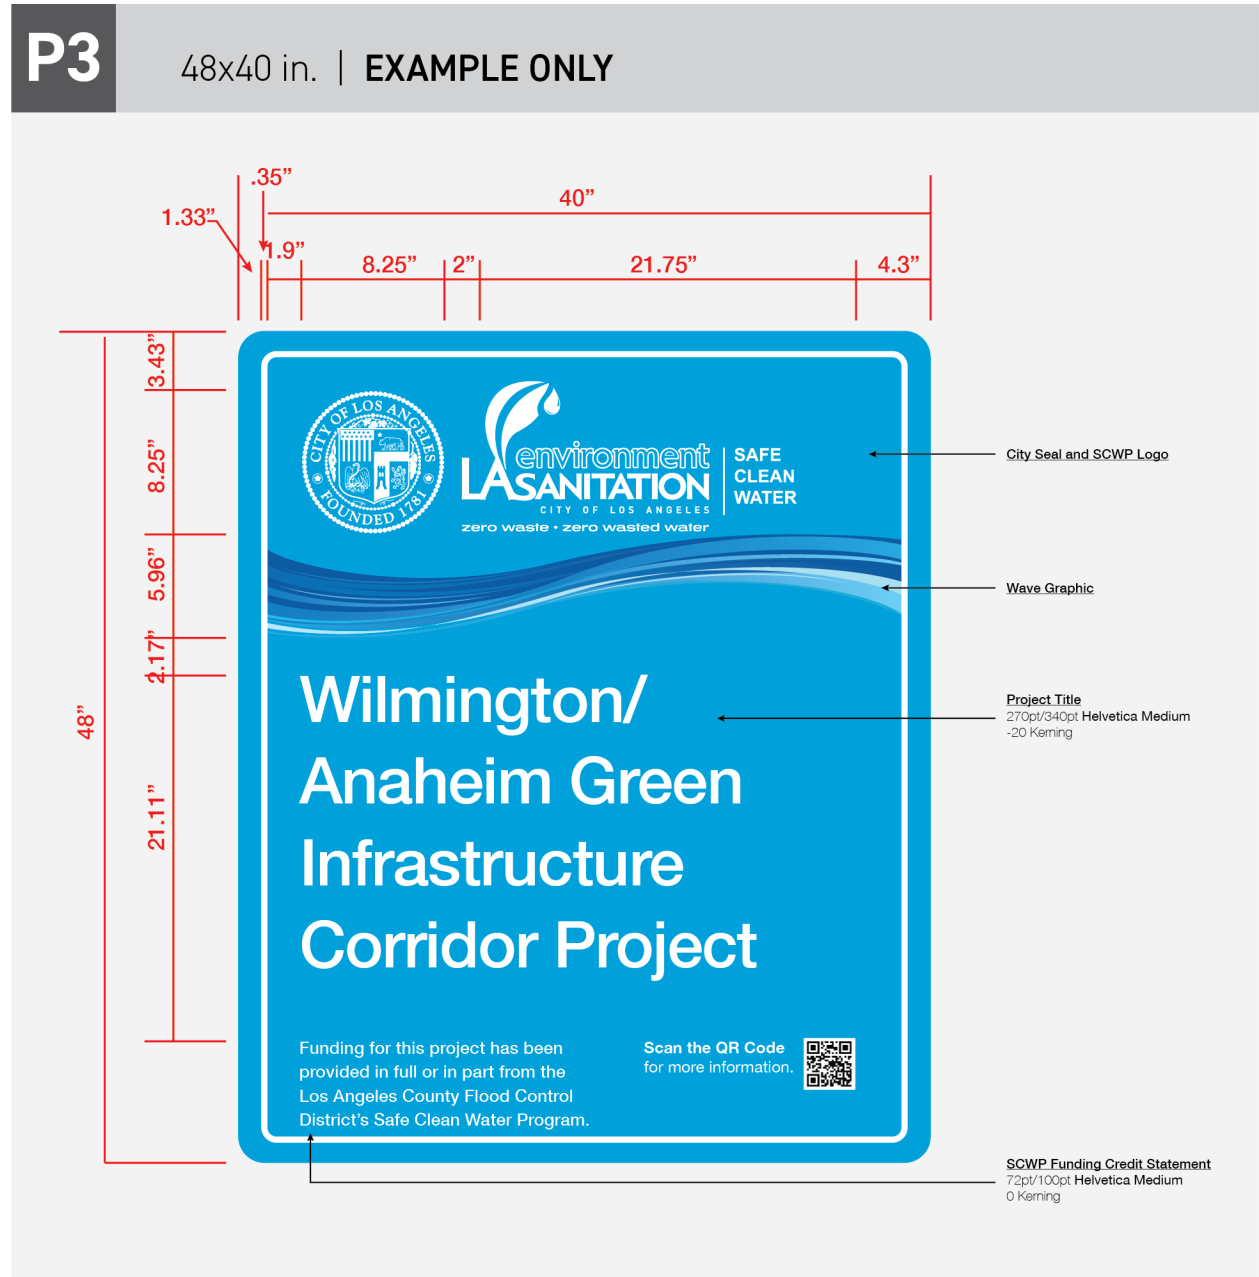 P3
48x40 in. | EXAMPLE ONLY
.35”
40”
1.33”
1.9”
8.25”
2”
21.75”
4.3”
3.43”
8.25”
5.96”
2.17”
48”
21.11”
CITY OF LOS ANGELES
FOUNDED 1781
environment
LASANITATION
CITY OF LOS ANGELES
zero waste • zero wasted water
SAFE
CLEAN
WATER
City Seal and SCWP Logo
Wave Graphic
Wilmington/
Anaheim Green
Infrastructure
Corridor Project
Project Title
270pt/340pt Helvetica Medium
-20 Kerning
Funding for this project has been
provided in full or in part from the
Los Angeles County Flood Control
District’s Safe Clean Water Program.
Scan the QR Code
for more information.
SCWP Funding Credit Statement
72pt/100pt Helvetica Medium
0 Kerning